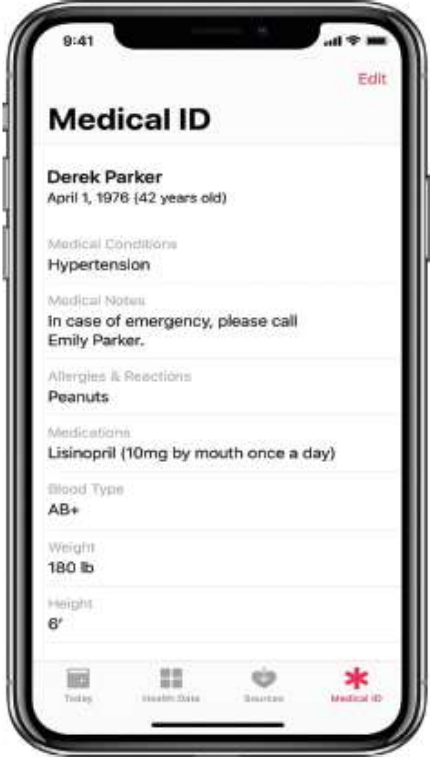 9:41
Edit
Medical ID
Derek Parker
April 1, 1976 (42 years old)
Medical Conditions
Hypertension
Medical Notes
In case of emergency, please call
Emily Parker.
Allergies & Reactions
Peanuts
Medications
Lisinopril (10mg by mouth once a day)
Blood Type
AB+
Weight
180 lb
Height
6'
Today
Health Data
Sources
Medical ID